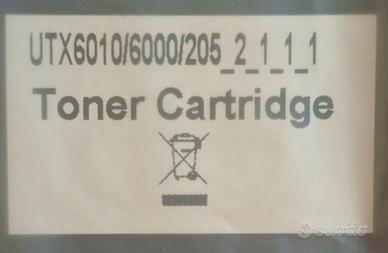 UTX6010/6000/205_2_1_1_1
Toner Cartridge
subito